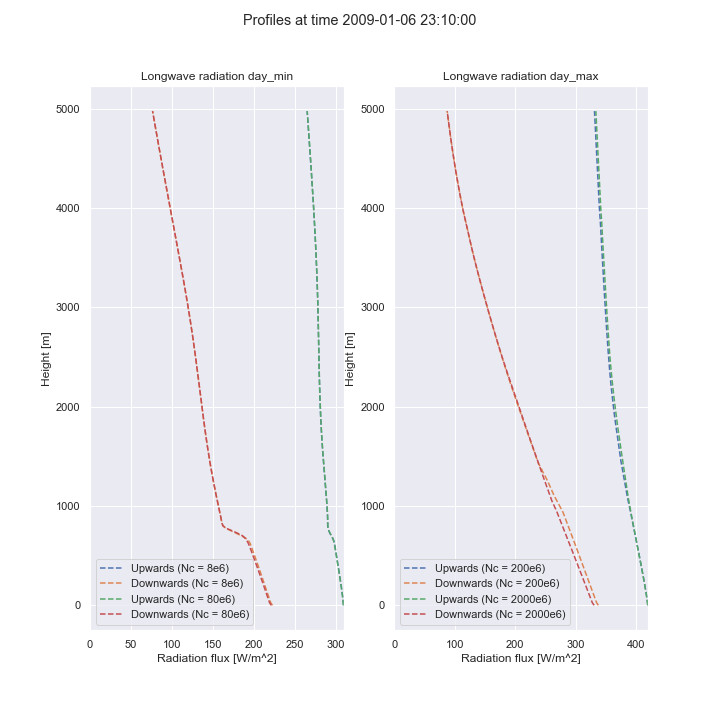 Profiles at time 2009-01-06 23:10:00
Longwave radiation day_min
5000
4000
3000
2000
1000
0
Height [m]
Upwards (Nc = 8e6)
Downwards (Nc = 8e6)
Upwards (Nc = 80e6)
Downwards (Nc = 80e6)
0 50 100 150 200 250 300
Radiation flux [W/m^2]
Longwave radiation day_max
5000
4000
3000
2000
1000
0
Height [m]
Upwards (Nc = 200e6)
Downwards (Nc = 200e6)
Upwards (Nc = 2000e6)
Downwards (Nc = 2000e6)
0 100 200 300 400
Radiation flux [W/m^2]